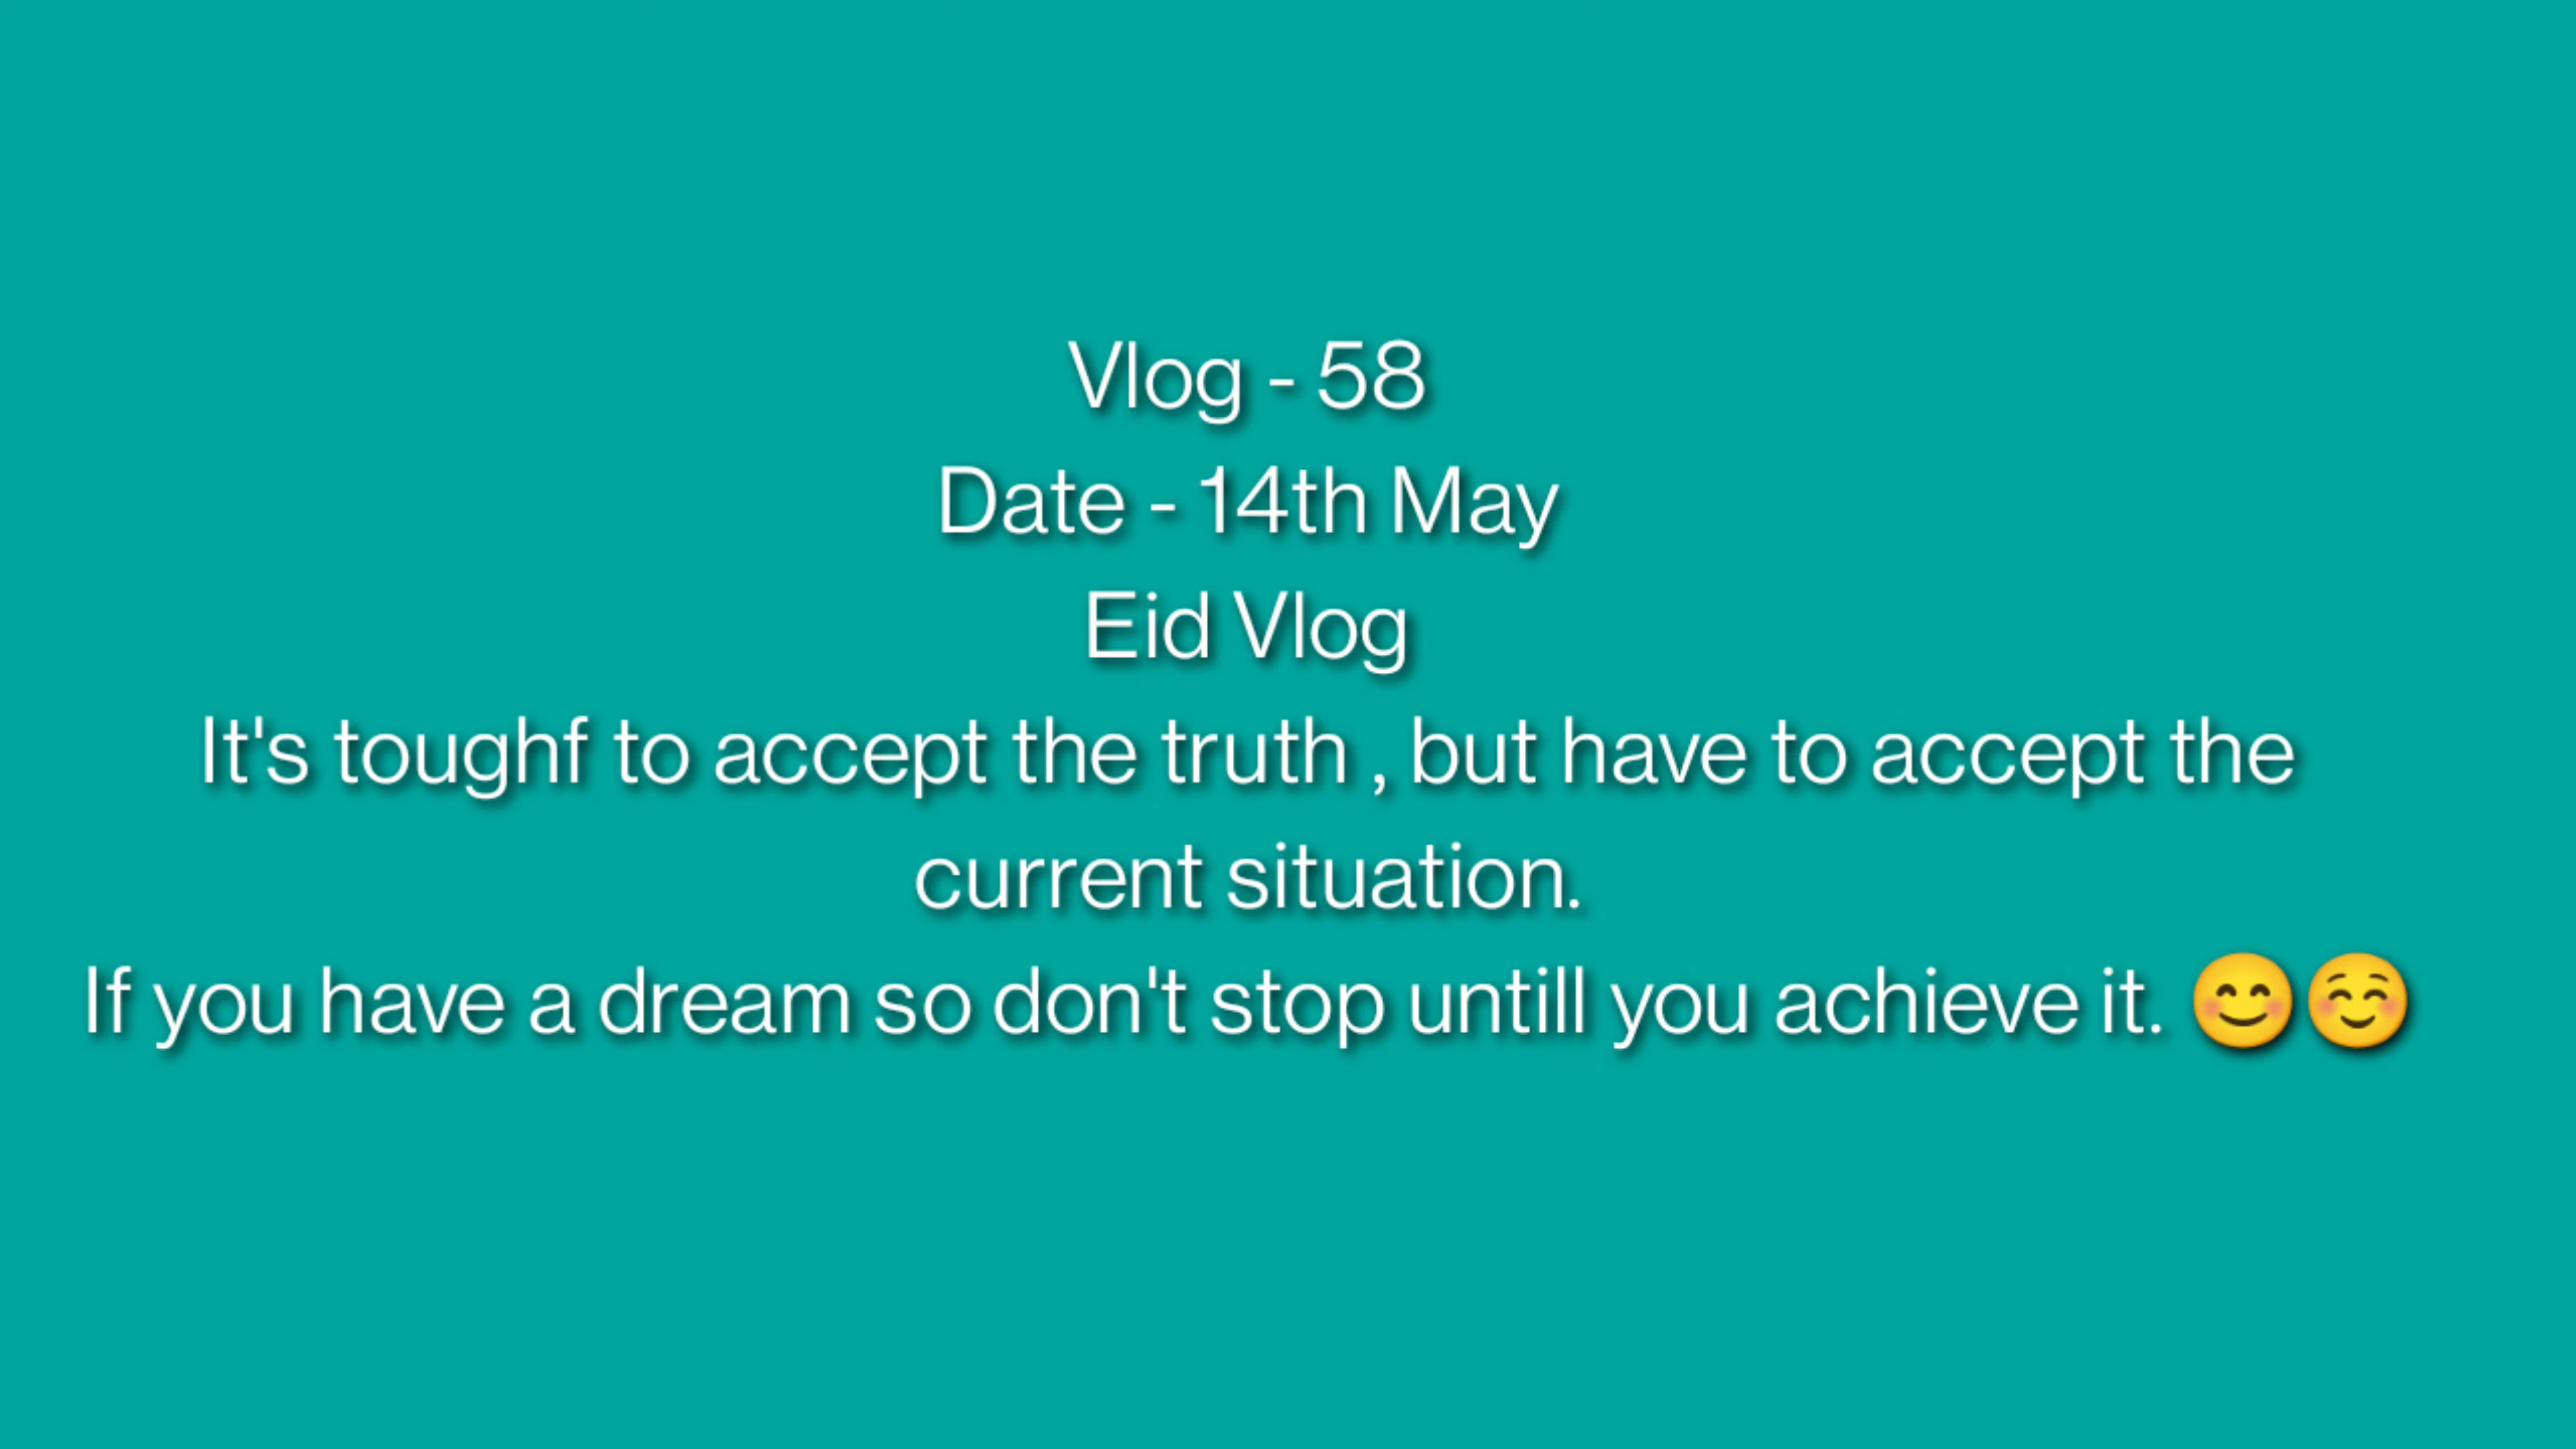 Vlog - 58
Date - 14th May
Eid Vlog
It's toughf to accept the truth , but have to accept the
current situation.
If you have a dream so don't stop untill you achieve it. 😊☺️